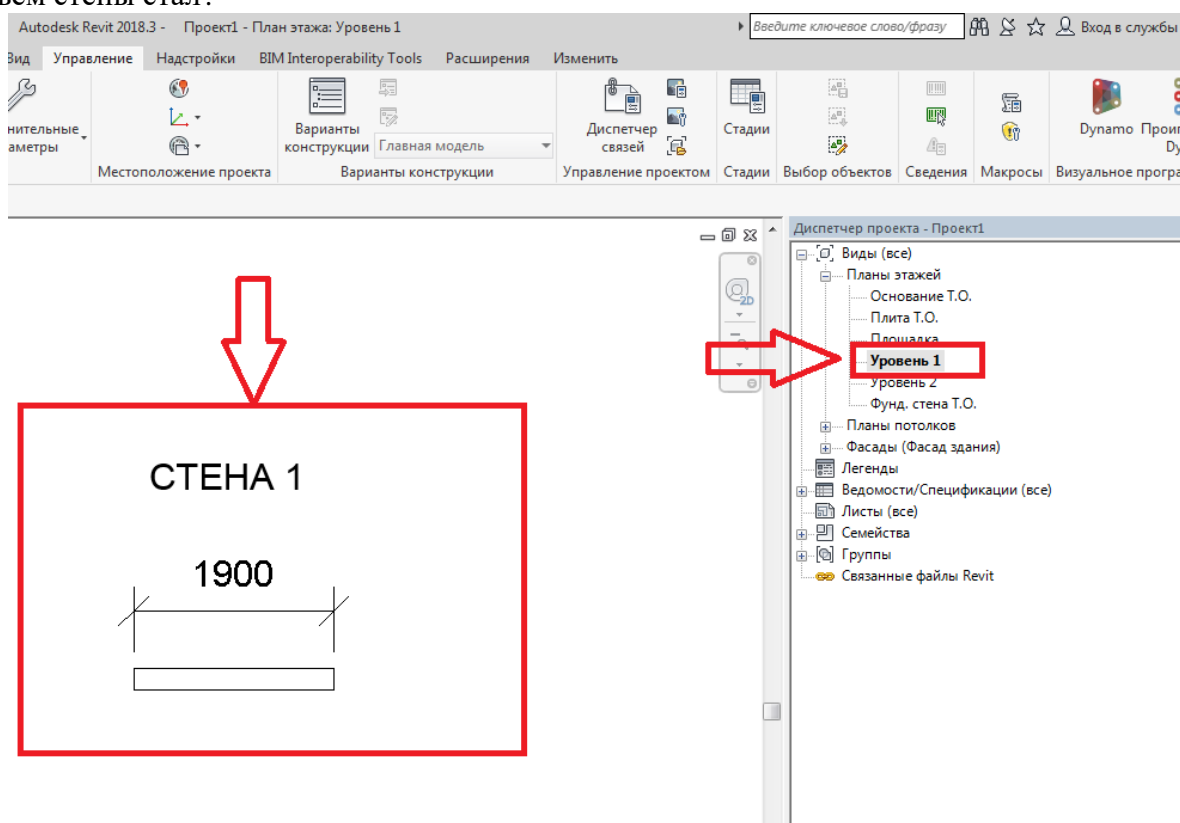 стены стал?
Autodesk Revit 2018.3 - Проект1 - План этажа: Уровень 1
Введите ключевое слово/фразу
Вход в службы
Вид Управление Надстройки BIM Interoperability Tools Расширения Изменить
Варианты конструкции
Главная модель
Диспетчер связей
Стадии
Dynamo
Местоположение проекта
Варианты конструкции
Управление проектом
Стадии
Выбор объектов
Сведения
Макросы
Визуальное
Диспетчер проекта - Проект1
Виды (все)
Планы этажей
Основание Т.О.
Плита Т.О.
Площадка
Уровень 1
Уровень 2
Фунд. стена Т.О.
Планы потолков
Фасады (Фасад здания)
Легенды
Ведомости/Спецификации (все)
Листы (все)
Семейства
Группы
Связанные файлы Revit
2D
СТЕНА 1
1900